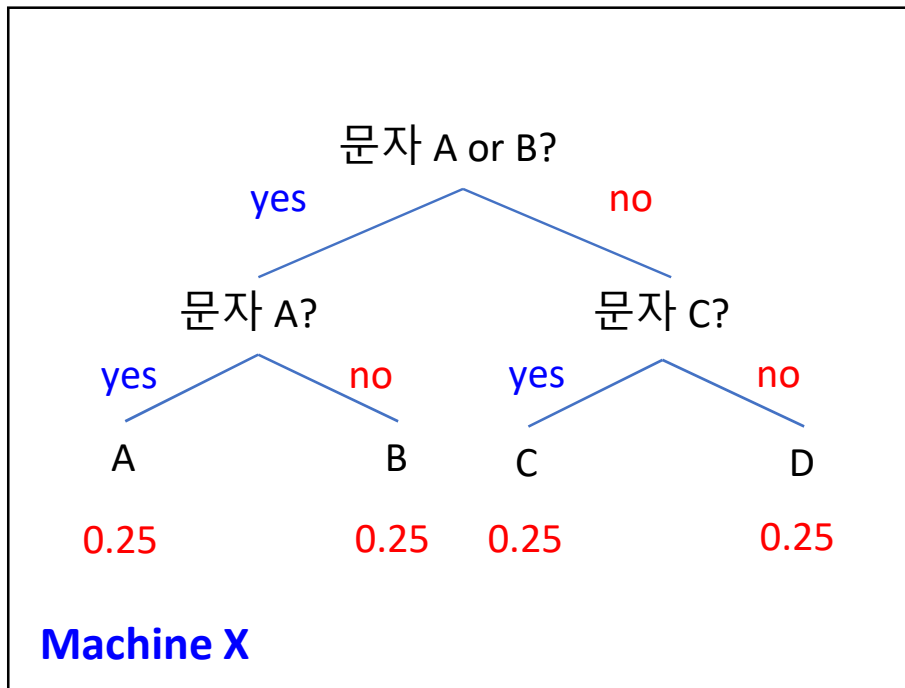 문자 A or B?
yes no
문자 A? 문자 C?
yes no yes no
A B C D
0.25 0.25 0.25 0.25
Machine X